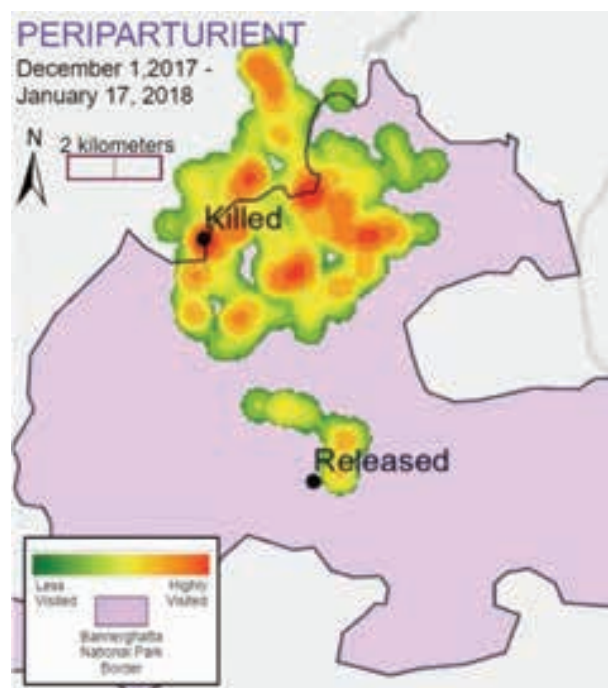 PERIPARTURIENT
December 1,2017 -
January 17, 2018
N
2 kilometers
Killed
Released
Less
Visited
Highly
Visited
Bannerghatta
National Park
Border